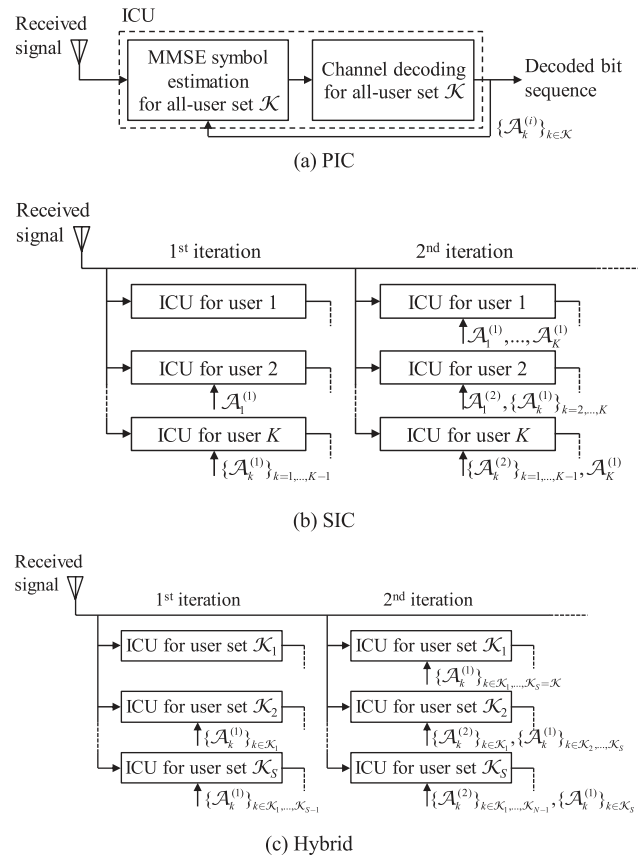 ICU
Received
signal
MMSE symbol
estimation
for all-user set 𝒦
Channel decoding
for all-user set 𝒦
Decoded bit
sequence
{𝒜_k^{(i)}}_{k∈𝒦}
(a) PIC
Received
signal
1st iteration
2nd iteration
ICU for user 1
ICU for user 1
𝒜_1^{(1)},...,𝒜_K^{(1)}
ICU for user 2
ICU for user 2
𝒜_1^{(1)}
𝒜_1^{(2)},{𝒜_k^{(1)}}_{k=2,...,K}
ICU for user K
ICU for user K
{𝒜_k^{(1)}}_{k=1,...,K−1}
{𝒜_k^{(2)}}_{k=1,...,K−1},𝒜_K^{(1)}
(b) SIC
Received
signal
1st iteration
2nd iteration
ICU for user set 𝒦_1
ICU for user set 𝒦_1
{𝒜_k^{(1)}}_{k∈𝒦_1,...,𝒦_S=𝒦}
ICU for user set 𝒦_2
ICU for user set 𝒦_2
{𝒜_k^{(1)}}_{k∈𝒦_1}
{𝒜_k^{(2)}}_{k∈𝒦_1},{𝒜_k^{(1)}}_{k∈𝒦_2,...,𝒦_S}
ICU for user set 𝒦_S
ICU for user set 𝒦_S
{𝒜_k^{(1)}}_{k∈𝒦_1,...,𝒦_{S−1}}
{𝒜_k^{(2)}}_{k∈𝒦_1,...,𝒦_{N−1}},{𝒜_k^{(1)}}_{k∈𝒦_S}
(c) Hybrid